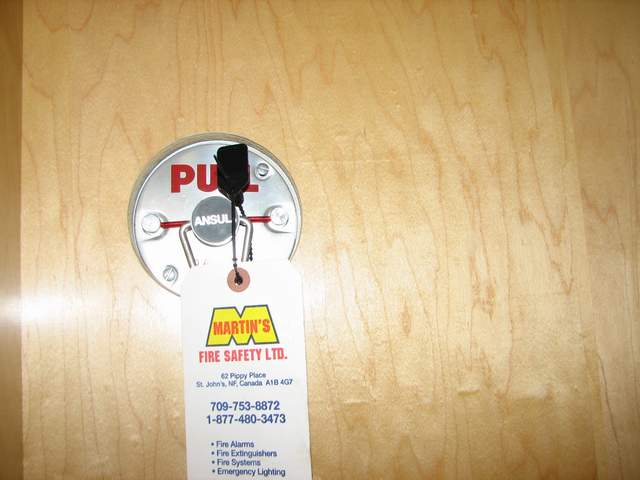 PULL
ANSUL
MARTIN'S
FIRE SAFETY LTD.
62 Pippy Place
St. John's, NF, Canada A1B 4G7
709-753-8872
1-877-480-3473
• Fire Alarms
• Fire Extinguishers
• Fire Systems
• Emergency Lighting